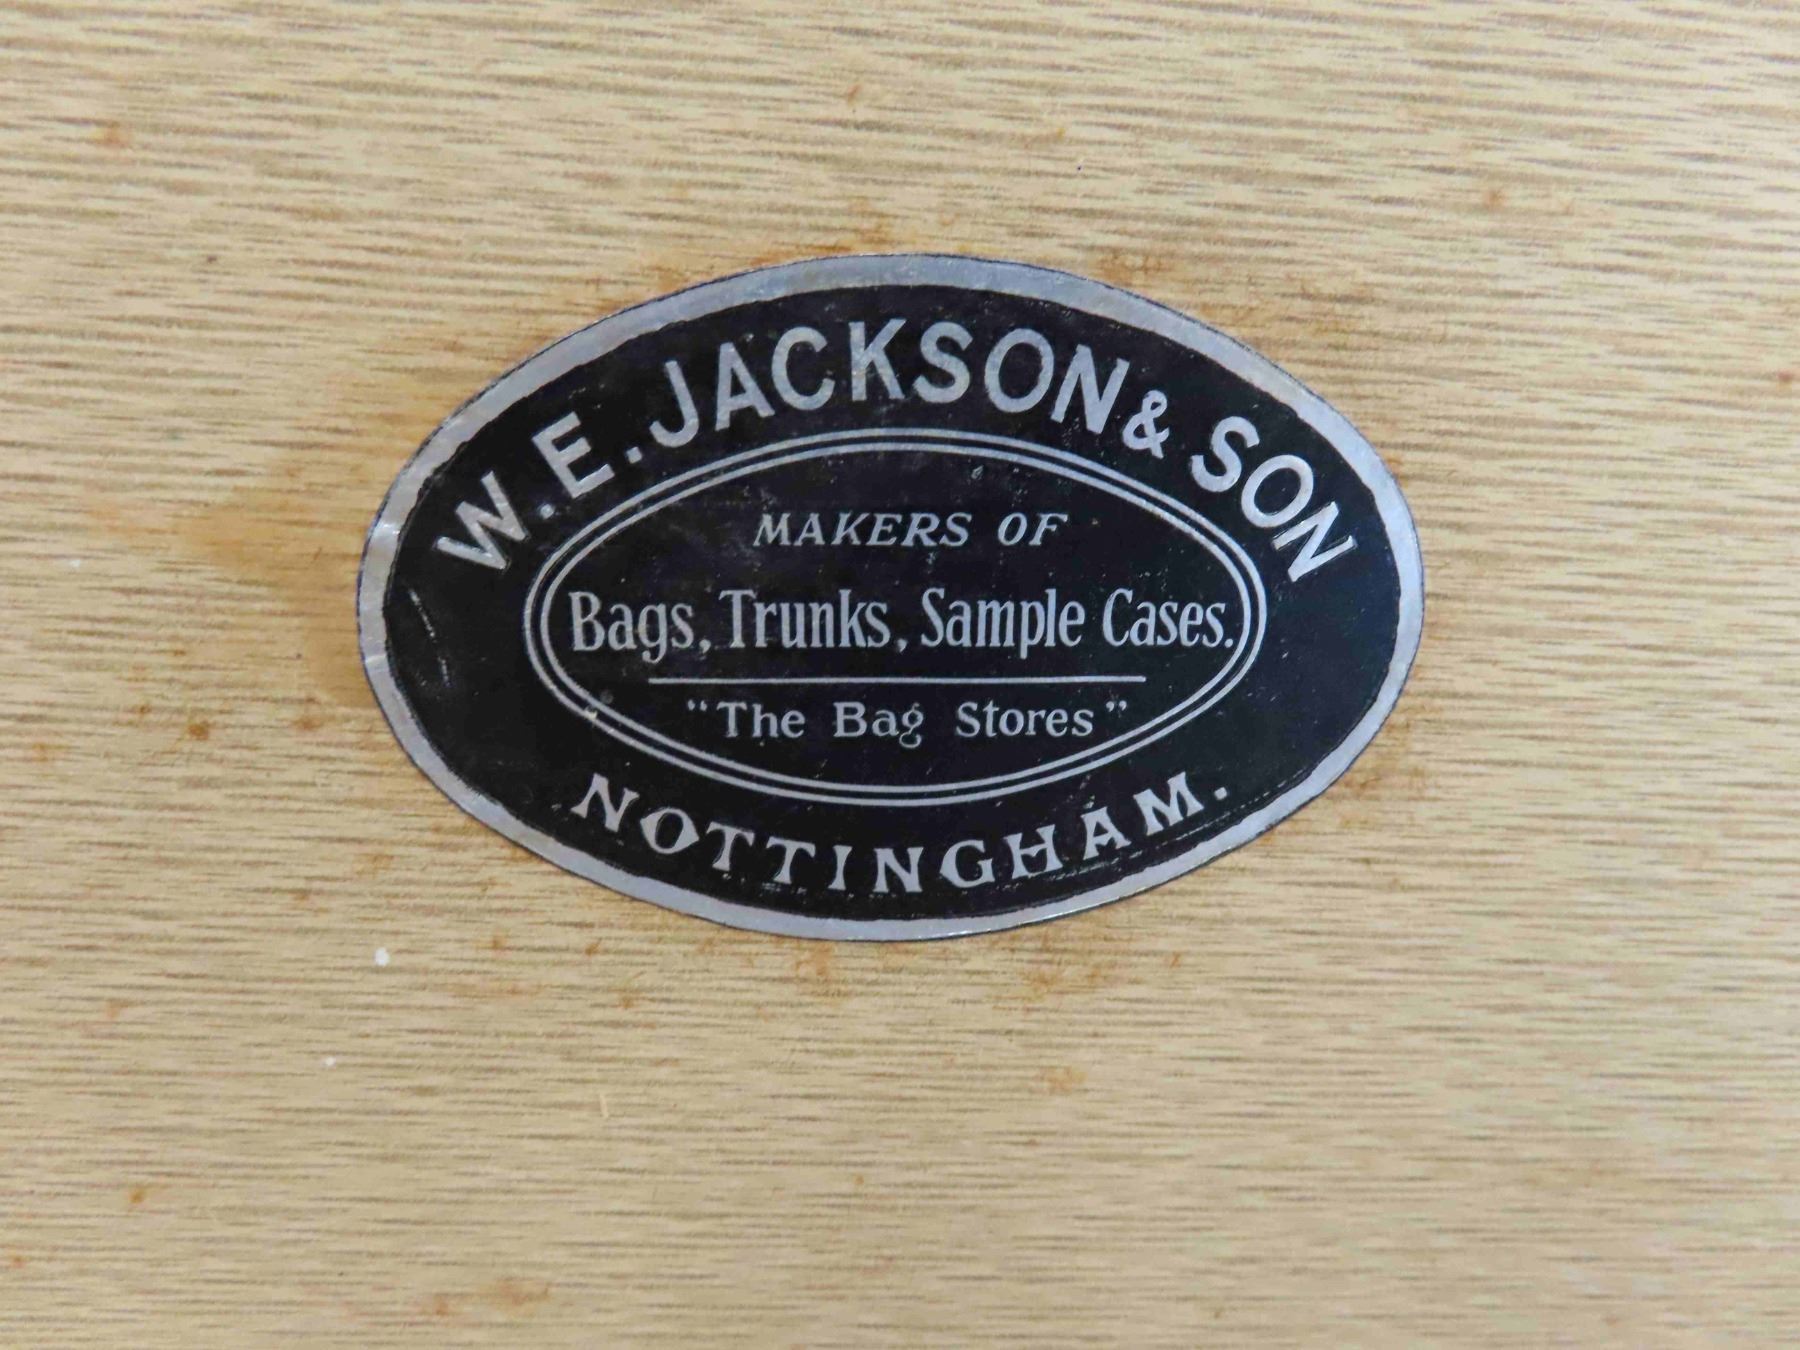 W. E. JACKSON & SON
MAKERS OF
Bags, Trunks, Sample Cases.
"The Bag Stores"
NOTTINGHAM.